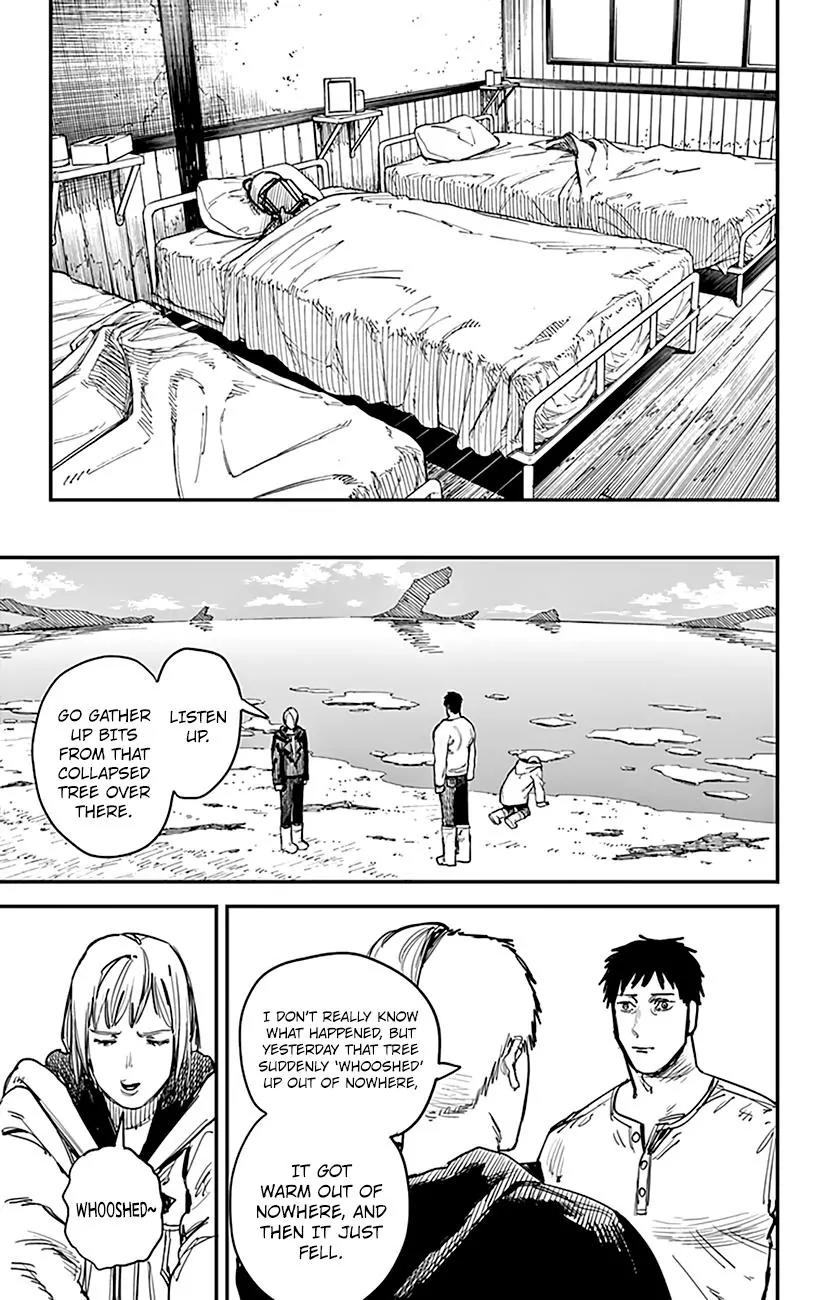 LISTEN
UP.
GO GATHER
UP BITS
FROM THAT
COLLAPSED
TREE OVER
THERE.
I DON'T REALLY KNOW
WHAT HAPPENED, BUT
YESTERDAY THAT TREE
SUDDENLY 'WHOOSHED'
UP OUT OF NOWHERE,
IT GOT
WARM OUT OF
NOWHERE, AND
THEN IT JUST
FELL.
WHOOSHED~